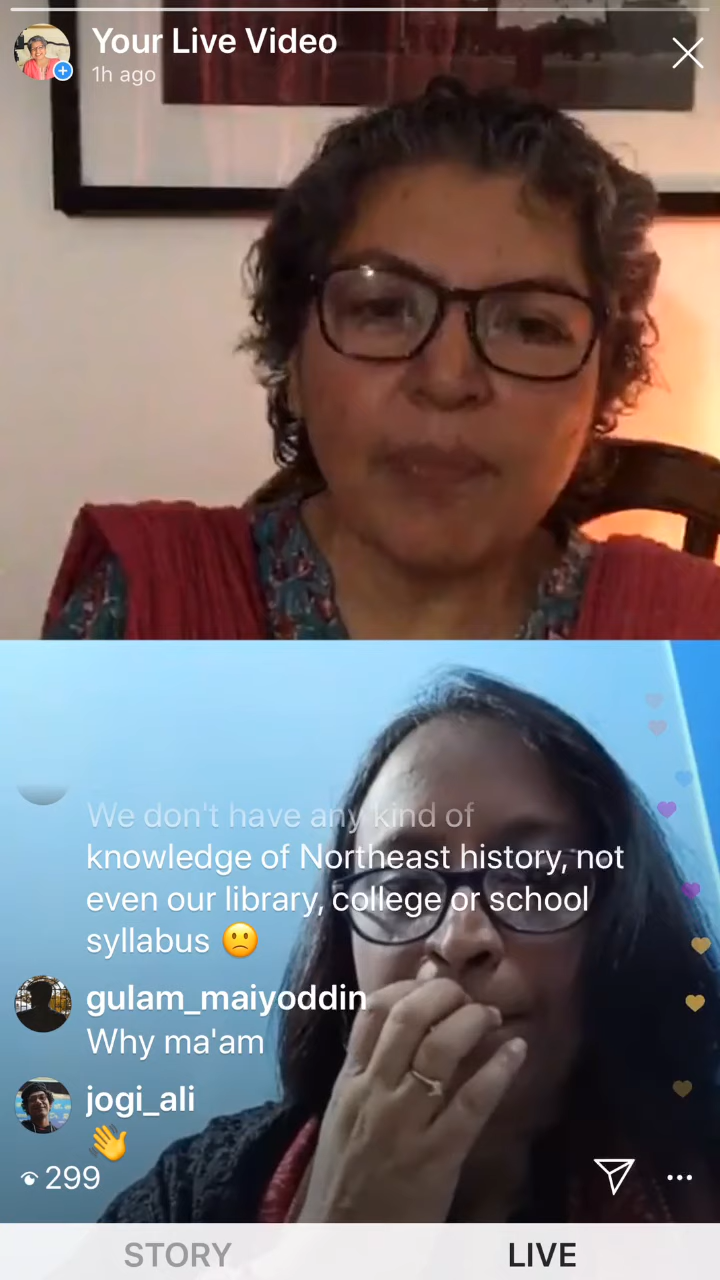 Your Live Video
1h ago
We don't have any kind of
knowledge of Northeast history, not
even our library, college or school
syllabus 🙁
gulam_maiyoddin
Why ma'am
jogi_ali
👋
299
STORY
LIVE